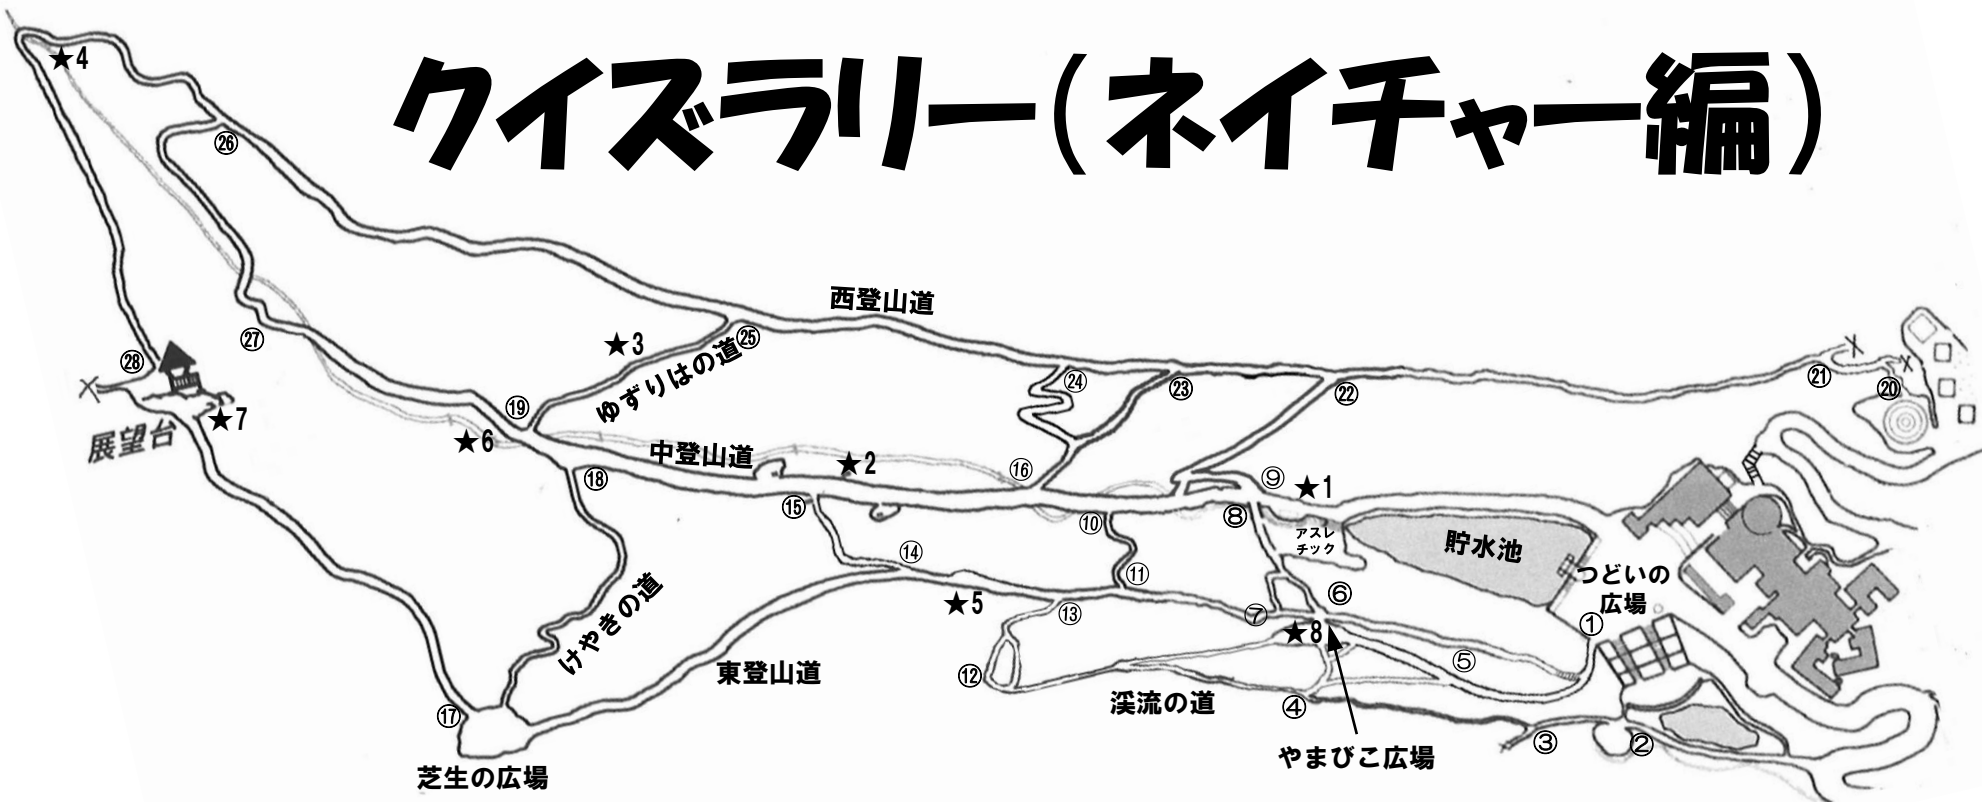 クイズラリー(ネイチャー編)
★4
㉖
西登山道
㉗
★3
㉕
ゆずりはの道
㉘
⑲
㉔
㉓
㉒
㉑
⑳
★7
展望台
★6
中登山道
★2
⑯
⑱
⑮
⑨
★1
⑧
⑩
アスレ
チック
貯水池
⑭
⑪
つどいの
広場
けやきの道
★5
⑬
⑥
⑦
★8
①
⑤
東登山道
⑫
渓流の道
④
⑰
③
②
やまびこ広場
芝生の広場